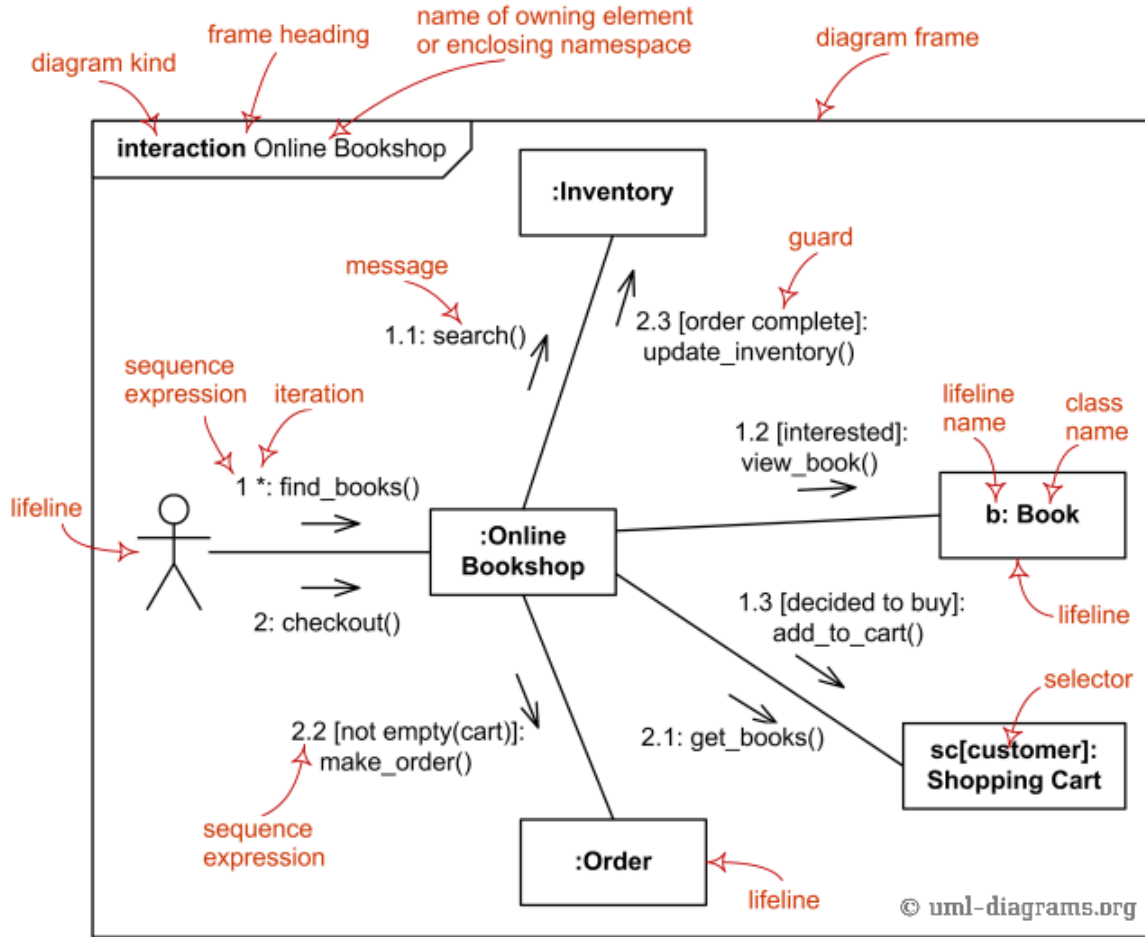 name of owning element
or enclosing namespace
frame heading
diagram frame
diagram kind
interaction Online Bookshop
:Inventory
guard
message
1.1: search()
2.3 [order complete]:
update_inventory()
sequence
expression
iteration
lifeline
name
class
name
1.2 [interested]:
view_book()
1 *: find_books()
lifeline
b: Book
:Online
Bookshop
1.3 [decided to buy]:
add_to_cart()
lifeline
2: checkout()
selector
2.2 [not empty(cart)]:
make_order()
2.1: get_books()
sc[customer]:
Shopping Cart
sequence
expression
:Order
lifeline
© uml-diagrams.org